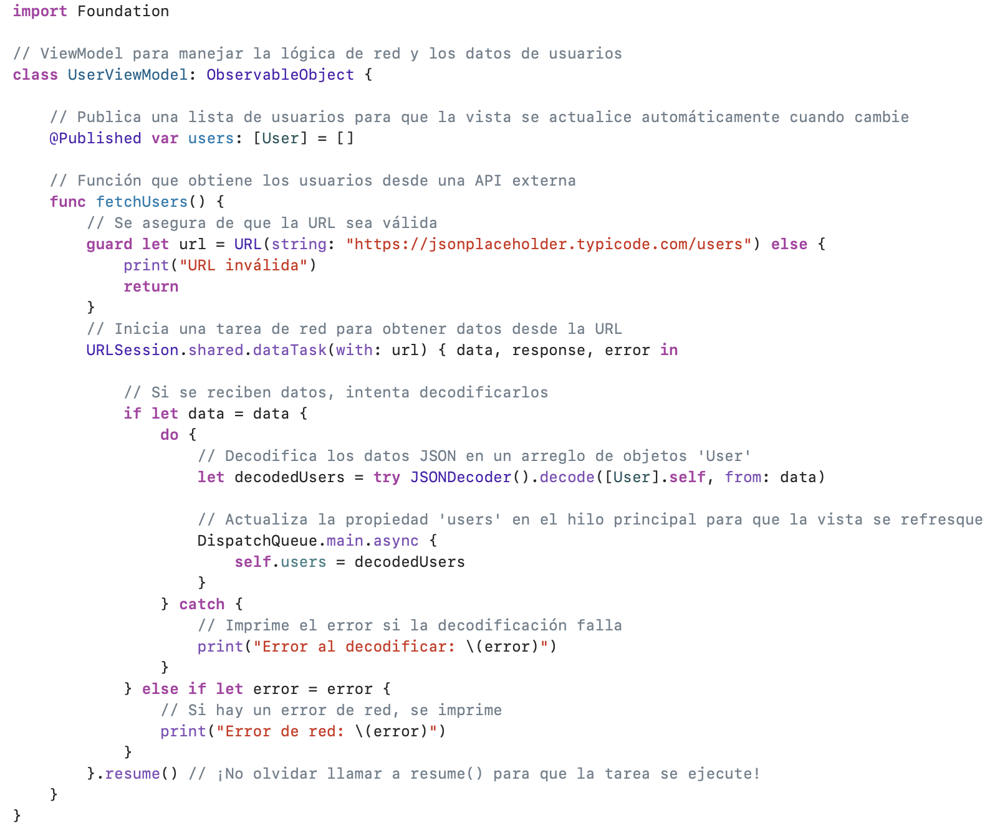 import Foundation

// ViewModel para manejar la lógica de red y los datos de usuarios
class UserViewModel: ObservableObject {

    // Publica una lista de usuarios para que la vista se actualice automáticamente cuando cambie
    @Published var users: [User] = []

    // Función que obtiene los usuarios desde una API externa
    func fetchUsers() {
        // Se asegura de que la URL sea válida
        guard let url = URL(string: "https://jsonplaceholder.typicode.com/users") else {
            print("URL inválida")
            return
        }
        // Inicia una tarea de red para obtener datos desde la URL
        URLSession.shared.dataTask(with: url) { data, response, error in

            // Si se reciben datos, intenta decodificarlos
            if let data = data {
                do {
                    // Decodifica los datos JSON en un arreglo de objetos 'User'
                    let decodedUsers = try JSONDecoder().decode([User].self, from: data)

                    // Actualiza la propiedad 'users' en el hilo principal para que la vista se refresque
                    DispatchQueue.main.async {
                        self.users = decodedUsers
                    }
                } catch {
                    // Imprime el error si la decodificación falla
                    print("Error al decodificar: \(error)")
                }
            } else if let error = error {
                // Si hay un error de red, se imprime
                print("Error de red: \(error)")
            }
        }.resume() // ¡No olvidar llamar a resume() para que la tarea se ejecute!
    }
}